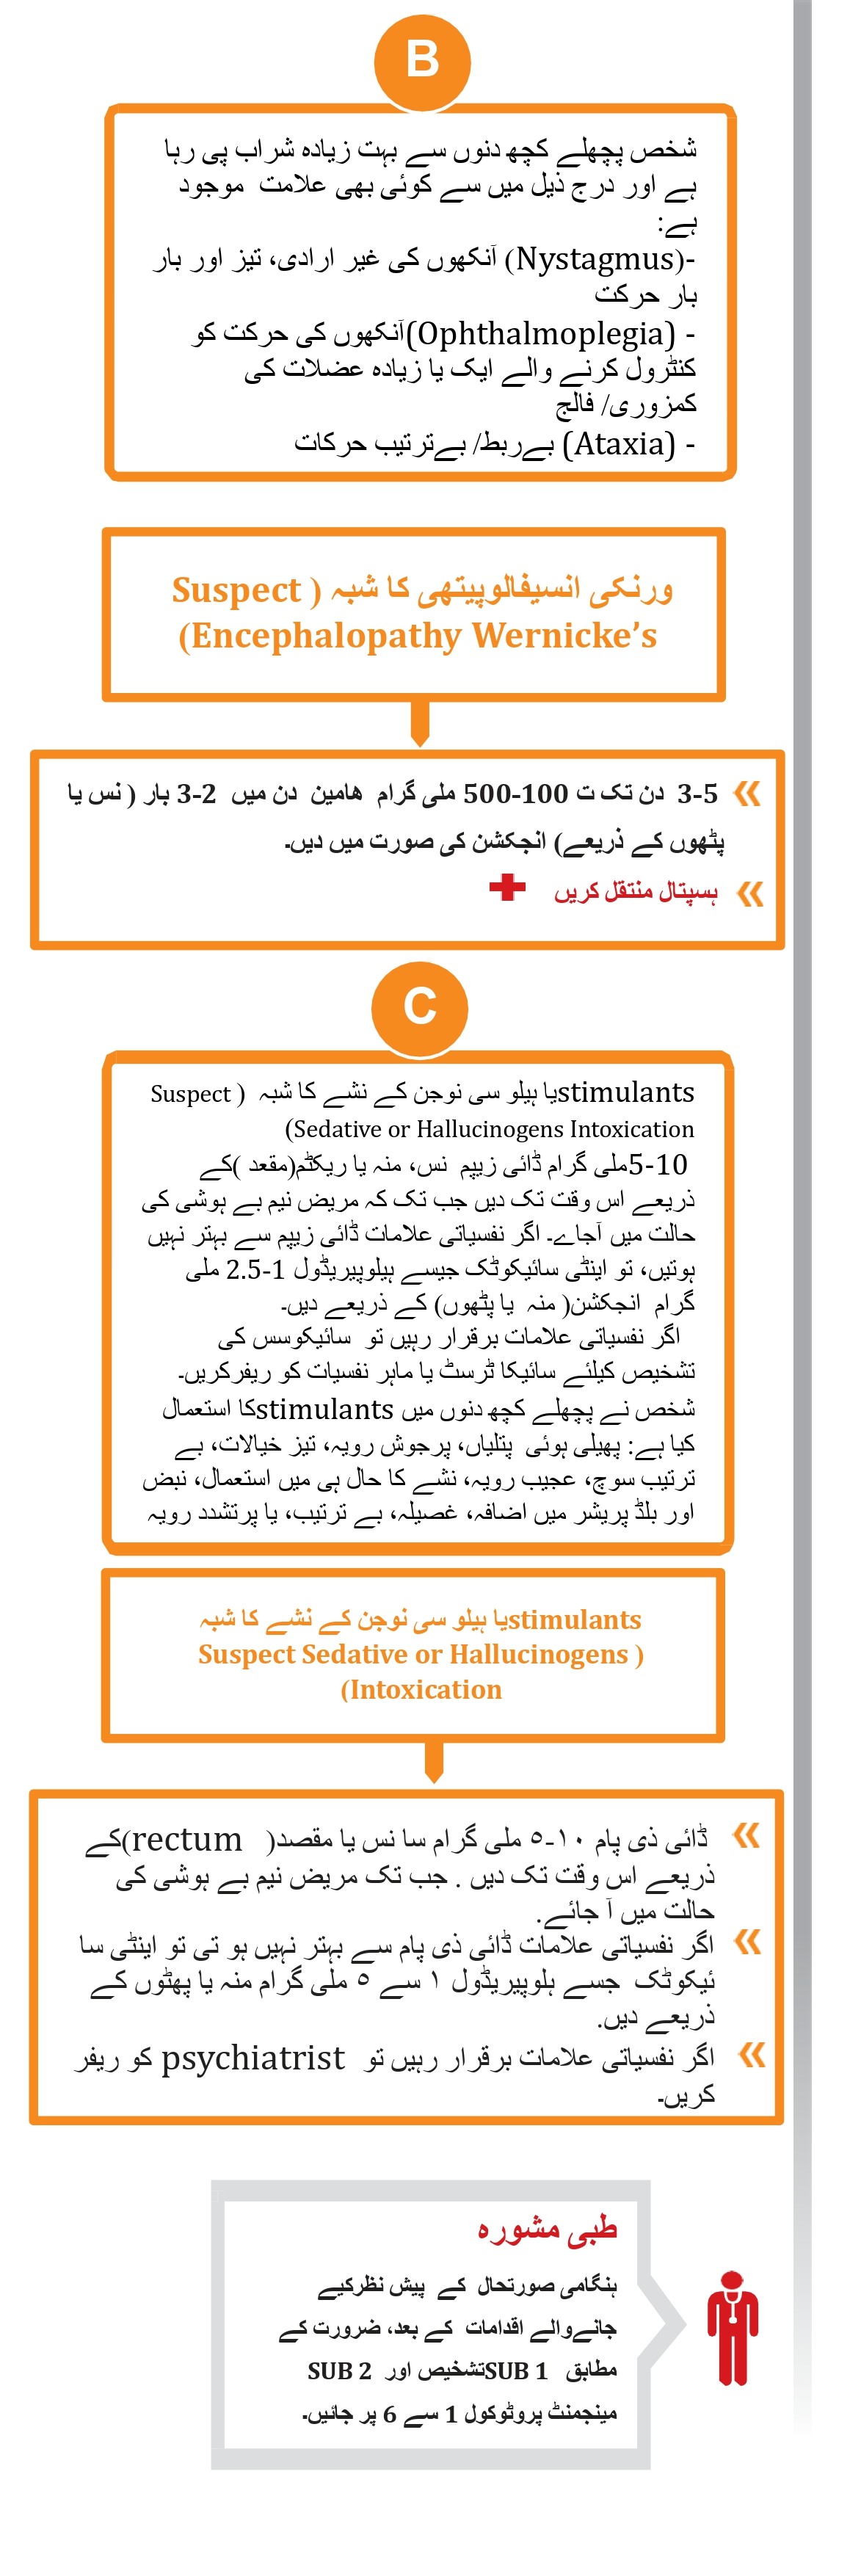 B
شخص پچھلے کچھ دنوں سے بہت زیادہ شراب پی رہا
ہے اور درج ذیل میں سے کوئی بھی علامت موجود
ہے:
-(Nystagmus) آنکھوں کی غیر ارادی، تیز اور بار
بار حرکت
- (Ophthalmoplegia)آنکھوں کی حرکت کو
کنٹرول کرنے والے ایک یا زیادہ عضلات کی
کمزوری/ فالج
- (Ataxia) بےربط/ بےترتیب حرکات
ورنکی انسیفالوپیتھی کا شبہ ( Suspect
Encephalopathy Wernicke’s)
3-5 دن تک ت 100-500 ملی گرام ھامین دن میں 2-3 بار ( نس یا
پٹھوں کے ذریعے) انجکشن کی صورت میں دیں۔
ہسپتال منتقل کریں
C
stimulantsیا ہیلو سی نوجن کے نشے کا شبہ ( Suspect
Sedative or Hallucinogens Intoxication)
5-10ملی گرام ڈائی زیپم نس، منہ یا ریکٹم(مقعد )کے
ذریعے اس وقت تک دیں جب تک کہ مریض نیم بے ہوشی کی
حالت میں آجاے۔ اگر نفسیاتی علامات ڈائی زیپم سے بہتر نہیں
ہوتیں، تو اینٹی سائیکوٹک جیسے ہیلوپیریڈول 1-2.5 ملی
گرام انجکشن( منہ یا پٹھوں) کے ذریعے دیں۔
اگر نفسیاتی علامات برقرار رہیں تو سائیکوسس کی
تشخیص کیلئے سائیکا ٹرسٹ یا ماہر نفسیات کو ریفرکریں۔
شخص نے پچھلے کچھ دنوں میں stimulantsکا استعمال
کیا ہے: پھیلی ہوئی پتلیاں، پرجوش رویہ، تیز خیالات، بے
ترتیب سوچ، عجیب رویہ، نشے کا حال ہی میں استعمال، نبض
اور بلڈ پریشر میں اضافہ، غصیلہ، بے ترتیب، یا پرتشدد رویہ
stimulantsیا ہیلو سی نوجن کے نشے کا شبہ
( Suspect Sedative or Hallucinogens
Intoxication)
ڈائی ذی پام ١٠-٥ ملی گرام سا نس یا مقصد( rectum)کے
ذریعے اس وقت تک دیں . جب تک مریض نیم بے ہوشی کی
حالت میں آ جائے.
اگر نفسیاتی علامات ڈائی ذی پام سے بہتر نہیں ہو تی تو اینٹی سا
ئیکوٹک جسے ہلوپیریڈول ١ سے ٥ ملی گرام منہ یا پھٹوں کے
ذریعے دیں.
اگر نفسیاتی علامات برقرار رہیں تو psychiatrist کو ریفر
کریں۔
طبی مشورہ
ہنگامی صورتحال کے پیش نظرکیے
جانےوالے اقدامات کے بعد، ضرورت کے
مطابق SUB 1تشخیص اور SUB 2
مینجمنٹ پروٹوکول 1 سے 6 پر جائیں۔